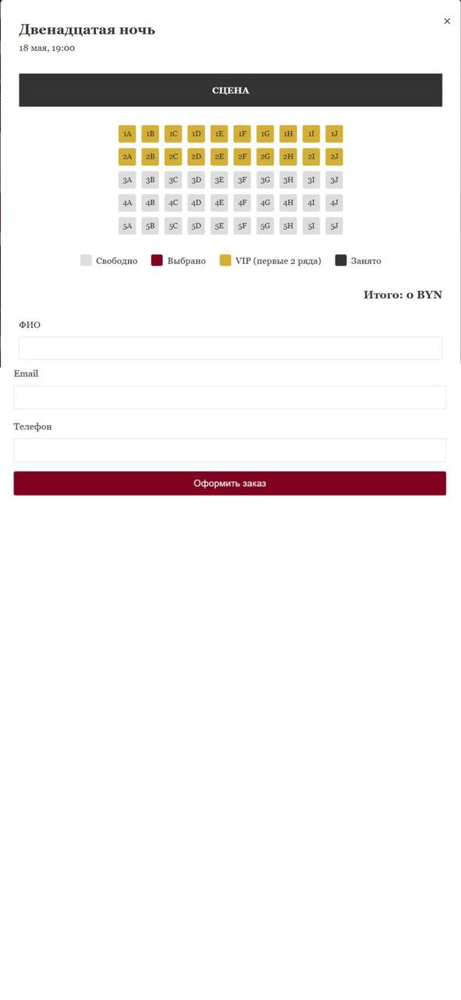 Двенадцатая ночь
×
18 мая, 19:00
СЦЕНА
1A 1B 1C 1D 1E 1F 1G 1H 1I 1J
2A 2B 2C 2D 2E 2F 2G 2H 2I 2J
3A 3B 3C 3D 3E 3F 3G 3H 3I 3J
4A 4B 4C 4D 4E 4F 4G 4H 4I 4J
5A 5B 5C 5D 5E 5F 5G 5H 5I 5J
Свободно Выбрано VIP (первые 2 ряда) Занято
Итого: 0 BYN
ФИО
Email
Телефон
Оформить заказ